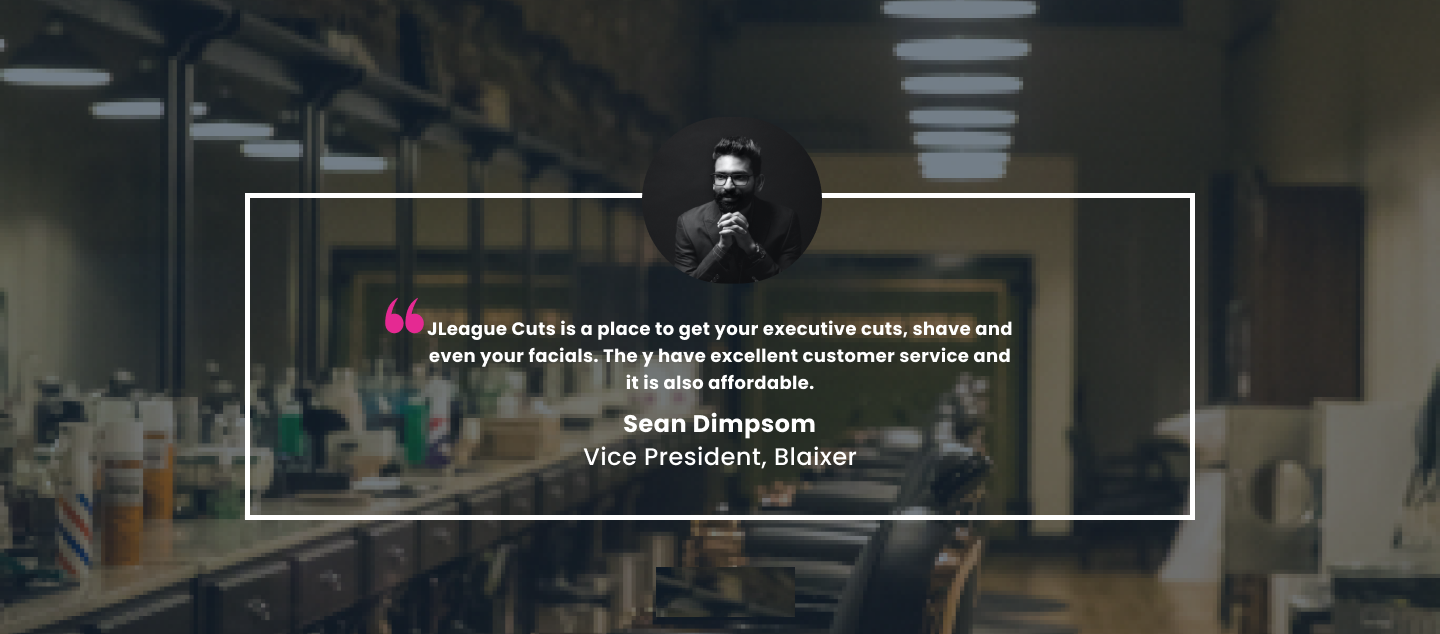 JLeague Cuts is a place to get your executive cuts, shave and
even your facials. The y have excellent customer service and
it is also affordable.
Sean Dimpsom
Vice President, Blaixer